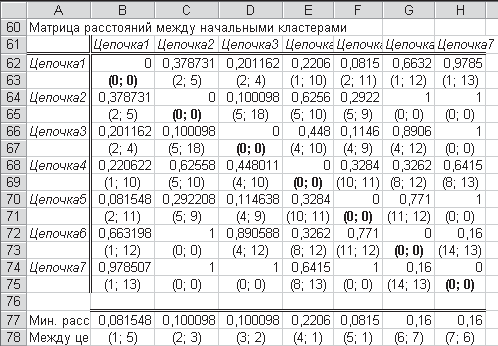 A B C D E F G H
60 Матрица расстояний между начальными кластерами
61 Цепочка1 Цепочка2 Цепочка3 Цепочка Цепочка Цепочка Цепочка7
62 Цепочка1 0 0,378731 0,201162 0,2206 0,0815 0,6632 0,9785
63 (0; 0) (2; 5) (2; 4) (1; 10) (2; 11) (1; 12) (1; 13)
64 Цепочка2 0,378731 0 0,100098 0,6256 0,2922 1 1
65 (2; 5) (0; 0) (5; 18) (5; 10) (5; 9) (0; 0) (0; 0)
66 Цепочка3 0,201162 0,100098 0 0,448 0,1146 0,8906 1
67 (2; 4) (5; 18) (0; 0) (4; 10) (4; 9) (4; 12) (0; 0)
68 Цепочка4 0,220622 0,62558 0,448011 0 0,3284 0,3262 0,6415
69 (1; 10) (5; 10) (4; 10) (0; 0) (10; 11) (8; 12) (8; 13)
70 Цепочка5 0,081548 0,292208 0,114638 0,3284 0 0,771 1
71 (2; 11) (5; 9) (4; 9) (10; 11) (0; 0) (11; 12) (0; 0)
72 Цепочка6 0,663198 1 0,890588 0,3262 0,771 0 0,16
73 (1; 12) (0; 0) (4; 12) (8; 12) (11; 12) (0; 0) (14; 13)
74 Цепочка7 0,978507 1 1 0,6415 1 0,16 0
75 (1; 13) (0; 0) (0; 0) (8; 13) (0; 0) (14; 13) (0; 0)
76
77 Мин. расс 0,081548 0,100098 0,100098 0,2206 0,0815 0,16 0,16
78 Между це (1; 5) (2; 3) (3; 2) (4; 1) (5; 1) (6; 7) (7; 6)